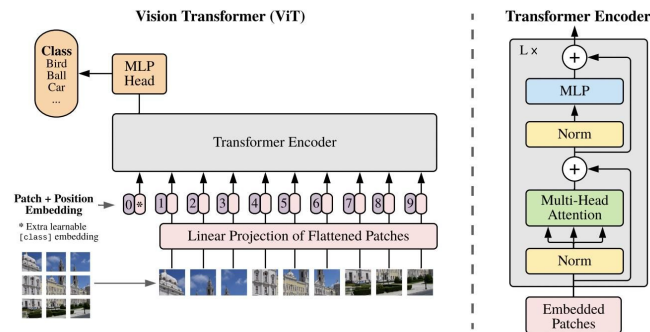 Vision Transformer (ViT)
Class
Bird
Ball
Car
...
MLP
Head
Transformer Encoder
Patch + Position
Embedding
0 * 1 2 3 4 5 6 7 8 9
* Extra learnable
[class] embedding
Linear Projection of Flattened Patches
Transformer Encoder
L ×
+
MLP
Norm
+
Multi-Head
Attention
Norm
Embedded
Patches